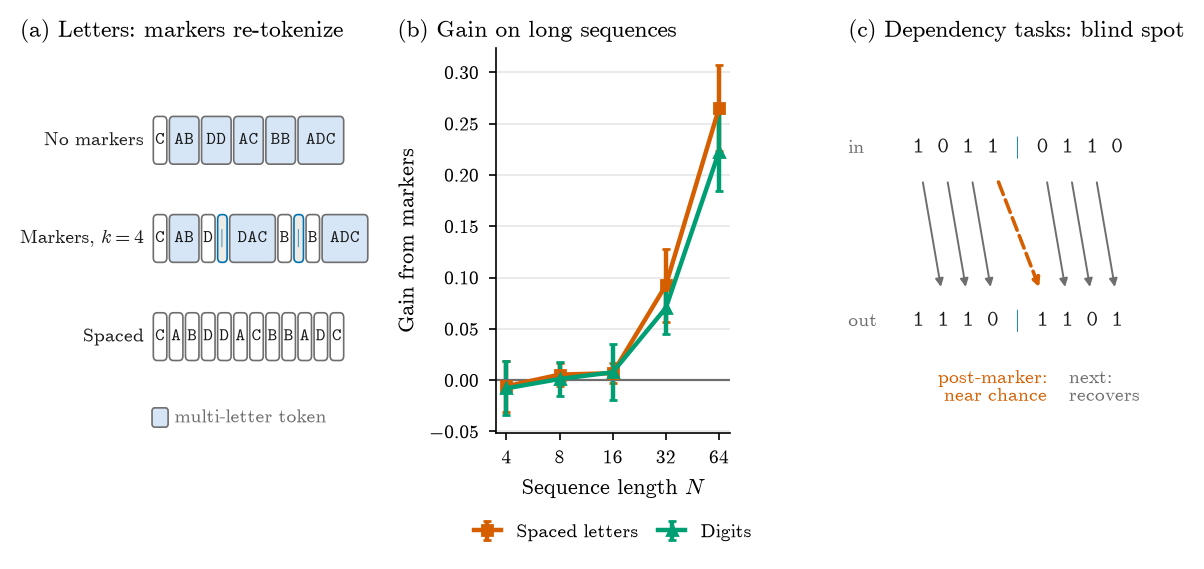 (a) Letters: markers re-tokenize
No markers C AB DD AC BB ADC
Markers, k = 4 C AB D | DAC B | B ADC
Spaced C A B D D A C B B A D C
multi-letter token
(b) Gain on long sequences
Gain from markers
0.30
0.25
0.20
0.15
0.10
0.05
0.00
−0.05
4 8 16 32 64
Sequence length N
Spaced letters Digits
(c) Dependency tasks: blind spot
in 1 0 1 1 | 0 1 1 0
out 1 1 1 0 | 1 1 0 1
post-marker: next:
near chance recovers